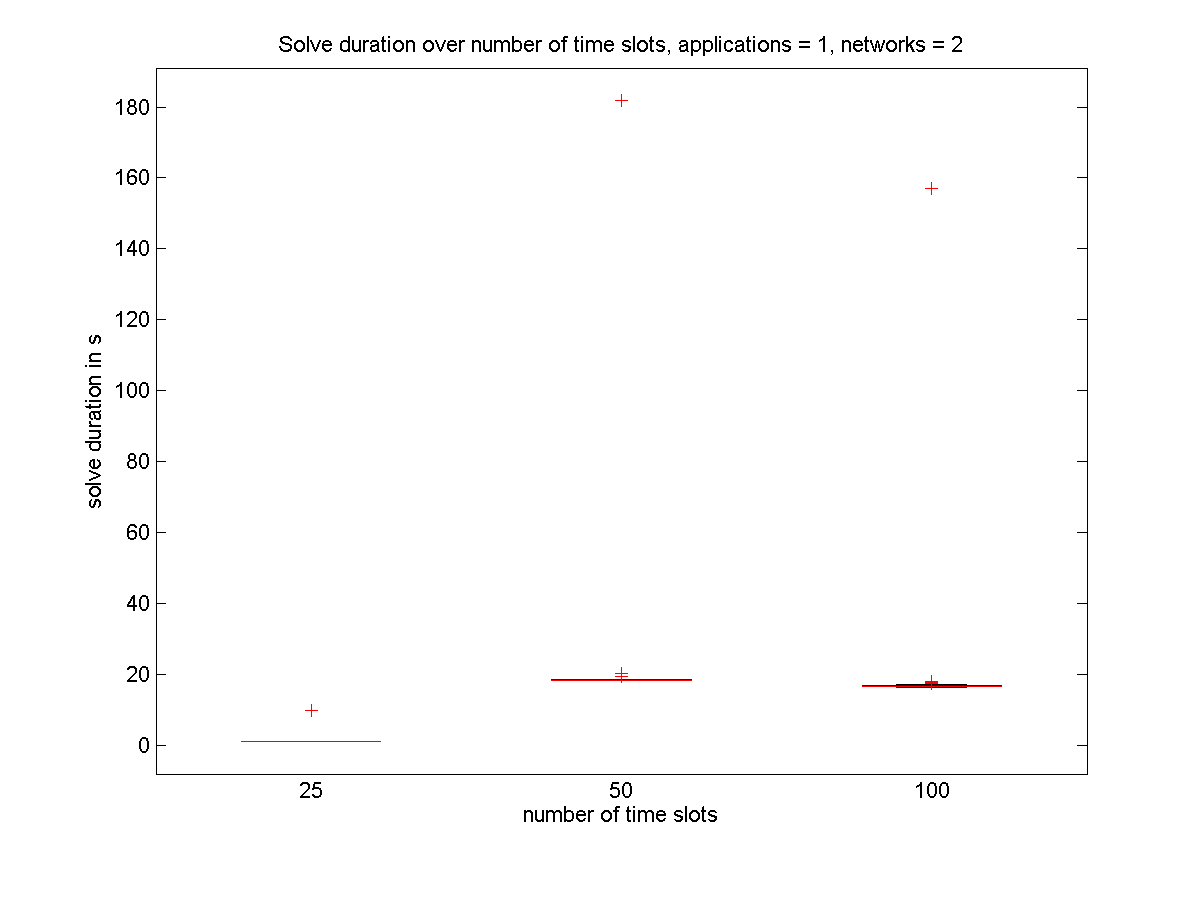 Solve duration over number of time slots, applications = 1, networks = 2
180
160
140
120
100
80
60
40
20
0
solve duration in s
25 50 100
number of time slots